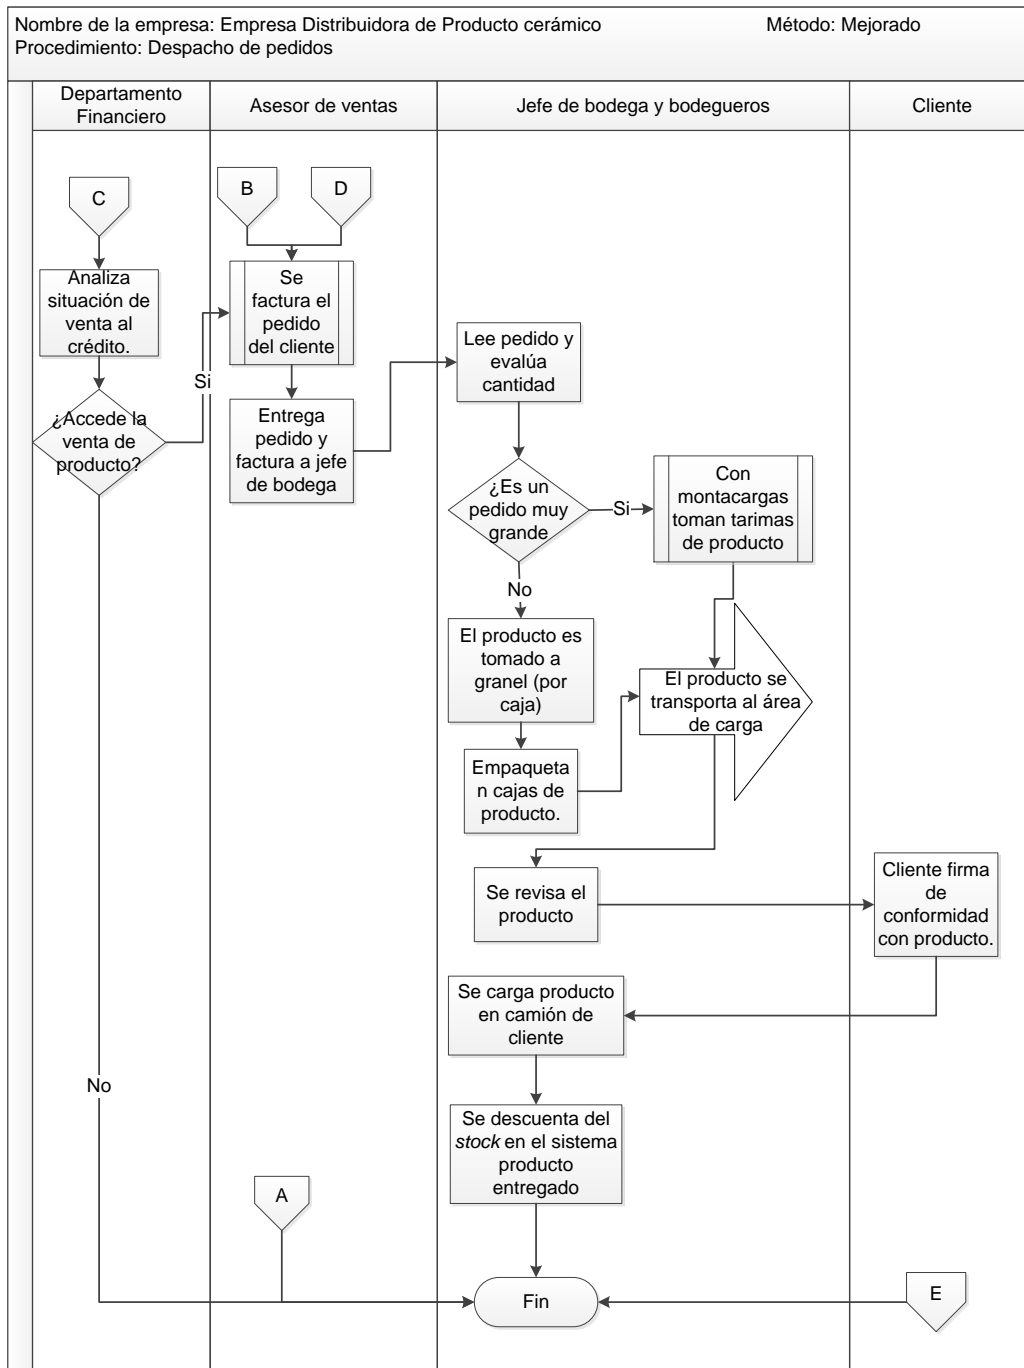 Nombre de la empresa: Empresa Distribuidora de Producto cerámico Método: Mejorado
Procedimiento: Despacho de pedidos
Departamento
Financiero
Asesor de ventas
Jefe de bodega y bodegueros
Cliente
C
Analiza
situación de
venta al
crédito.
¿Accede la
venta de
producto?
Si
No
B
D
Se
factura el
pedido
del cliente
Entrega
pedido y
factura a jefe
de bodega
A
Lee pedido y
evalúa
cantidad
¿Es un
pedido muy
grande
Si
Con
montacargas
toman tarimas
de producto
No
El producto es
tomado a
granel (por
caja)
Empaqueta
n cajas de
producto.
El producto se
transporta al área
de carga
Se revisa el
producto
Cliente firma
de
conformidad
con producto.
Se carga producto
en camión de
cliente
Se descuenta del
stock en el sistema
producto
entregado
Fin
E